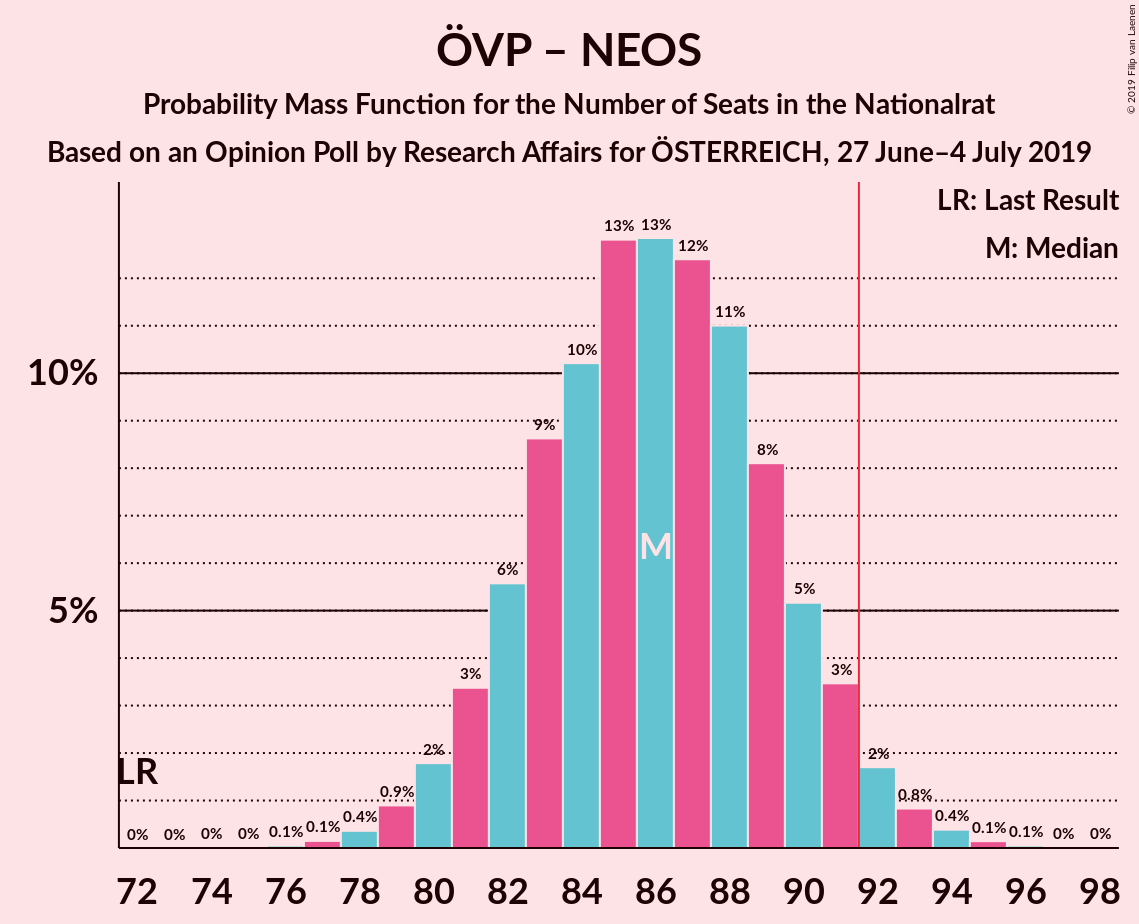 ÖVP – NEOS
Probability Mass Function for the Number of Seats in the Nationalrat
Based on an Opinion Poll by Research Affairs for ÖSTERREICH, 27 June–4 July 2019
© 2019 Filip van Laenen
LR: Last Result
M: Median
13% 13%
12%
11%
10%
10%
9%
8%
M
6%
5%
5%
3%
3%
2%
2%
LR
0.9%
0.8%
0.4%
0.4%
0% 0% 0% 0% 0.1% 0.1%
0.1% 0.1% 0% 0%
72 74 76 78 80 82 84 86 88 90 92 94 96 98